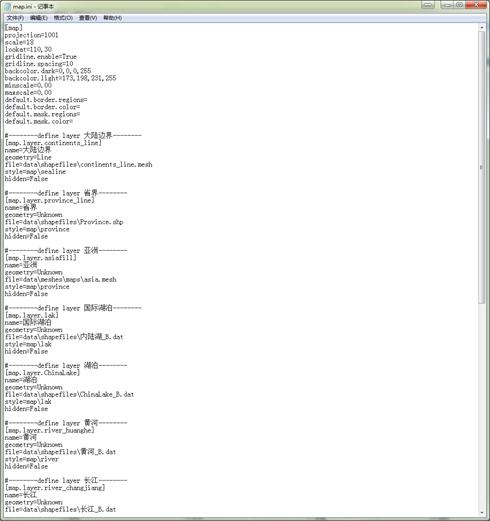 map.ini - 记事本
文件(F) 编辑(E) 格式(O) 查看(V) 帮助(H)
[map]
projection=1001
scale=18
lookat=110,30
gridline.enable=True
gridline.spacing=10
backcolor.dark=0,0,0,255
backcolor.light=173,198,231,255
minscale=0.00
maxscale=0.00
default.border.regions=
default.border.color=
default.mask.regions=
default.mask.color=
#--------define layer 大陆边界--------
[map.layer.continents_line]
name=大陆边界
geometry=Line
file=data\shapefiles\continents_line.mesh
style=map\sealine
hidden=False
#--------define layer 省界--------
[map.layer.province_line]
name=省界
geometry=Unknown
file=data\shapefiles\Province.shp
style=map\province
hidden=False
#--------define layer 亚洲--------
[map.layer.asiafill]
name=亚洲
geometry=Unknown
file=data\meshes\maps\asia.mesh
style=map\province
hidden=False
#--------define layer 国际湖泊--------
[map.layer.lak]
name=国际湖泊
geometry=Unknown
file=data\shapefiles\内陆湖_B.dat
style=map\lak
hidden=False
#--------define layer 湖泊--------
[map.layer.ChinaLake]
name=湖泊
geometry=Unknown
file=data\shapefiles\ChinaLake_B.dat
style=map\lak
hidden=False
#--------define layer 黄河--------
[map.layer.river_huanghe]
name=黄河
geometry=Unknown
file=data\shapefiles\黄河_B.dat
style=map\river
hidden=False
#--------define layer 长江--------
[map.layer.river_changjiang]
name=长江
geometry=Unknown
file=data\shapefiles\长江_B.dat